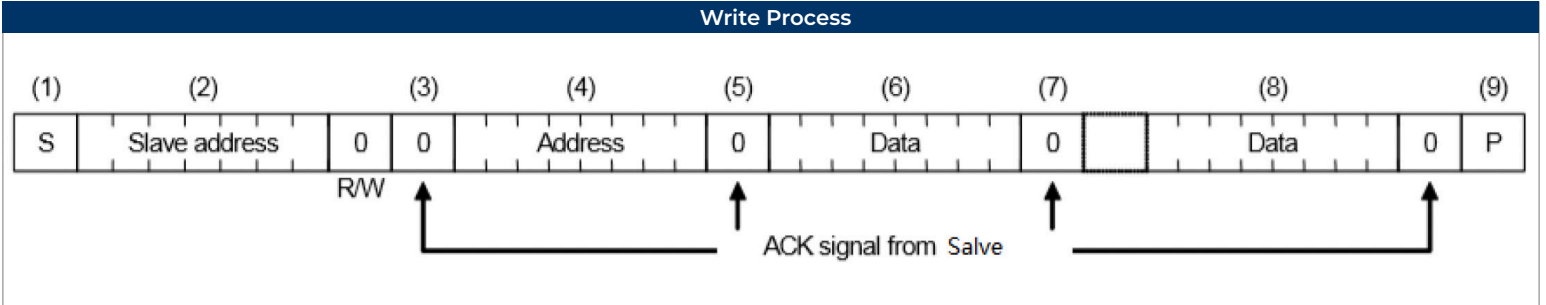 Write Process
(1) (2) (3) (4) (5) (6) (7) (8) (9)
S Slave address 0 0 Address 0 Data 0 Data 0 P
R/W
ACK signal from Salve